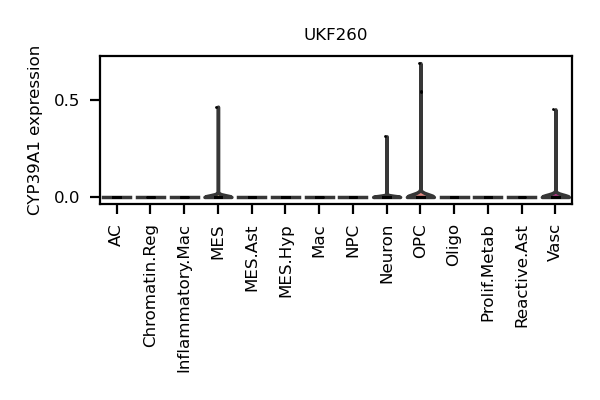 UKF260
CYP39A1 expression
0.5
0.0
AC
Chromatin.Reg
Inflammatory.Mac
MES
MES.Ast
MES.Hyp
Mac
NPC
Neuron
OPC
Oligo
Prolif.Metab
Reactive.Ast
Vasc